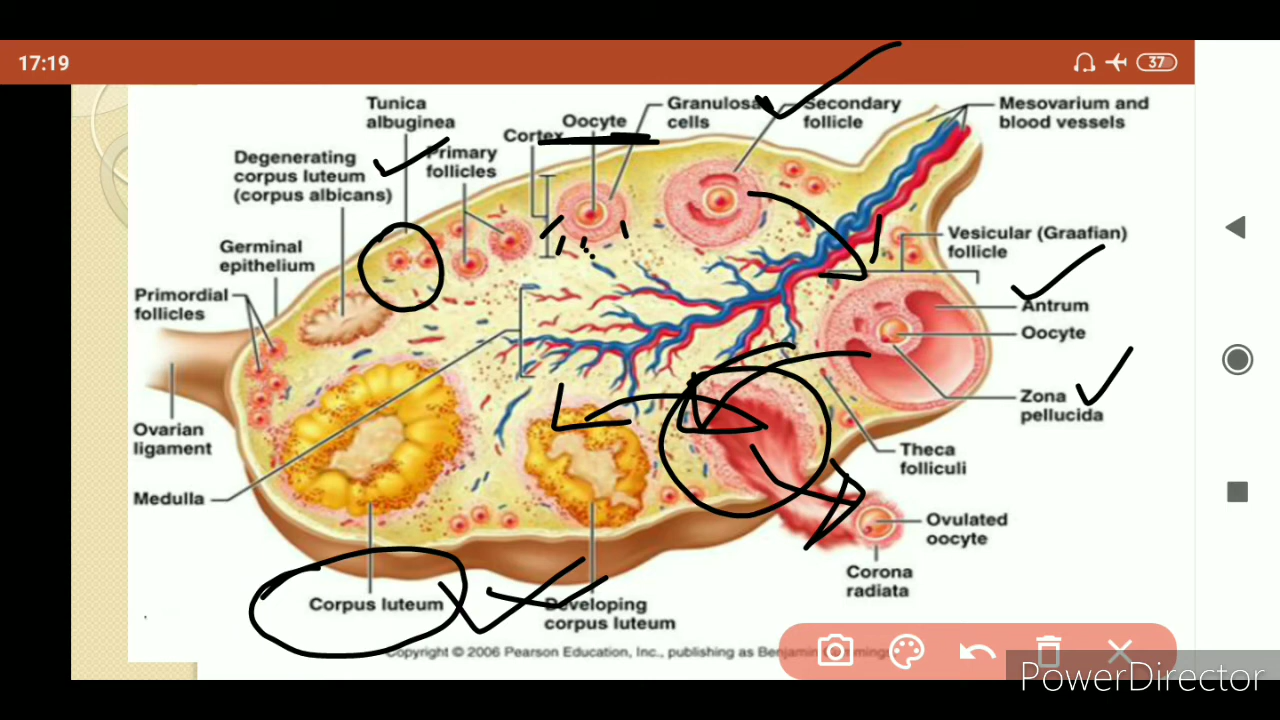 17:19
37
Tunica
albuginea
Oocyte
Granulosa
cells
Secondary
follicle
Mesovarium and
blood vessels
Cortex
Degenerating
corpus luteum
(corpus albicans)
Primary
follicles
Germinal
epithelium
Vesicular (Graafian)
follicle
Primordial
follicles
Antrum
Oocyte
Zona
pellucida
Ovarian
ligament
Theca
folliculi
Medulla
Ovulated
oocyte
Corona
radiata
Corpus luteum
Developing
corpus luteum
Copyright © 2006 Pearson Education, Inc., publishing as Benjamin Cummings
PowerDirector